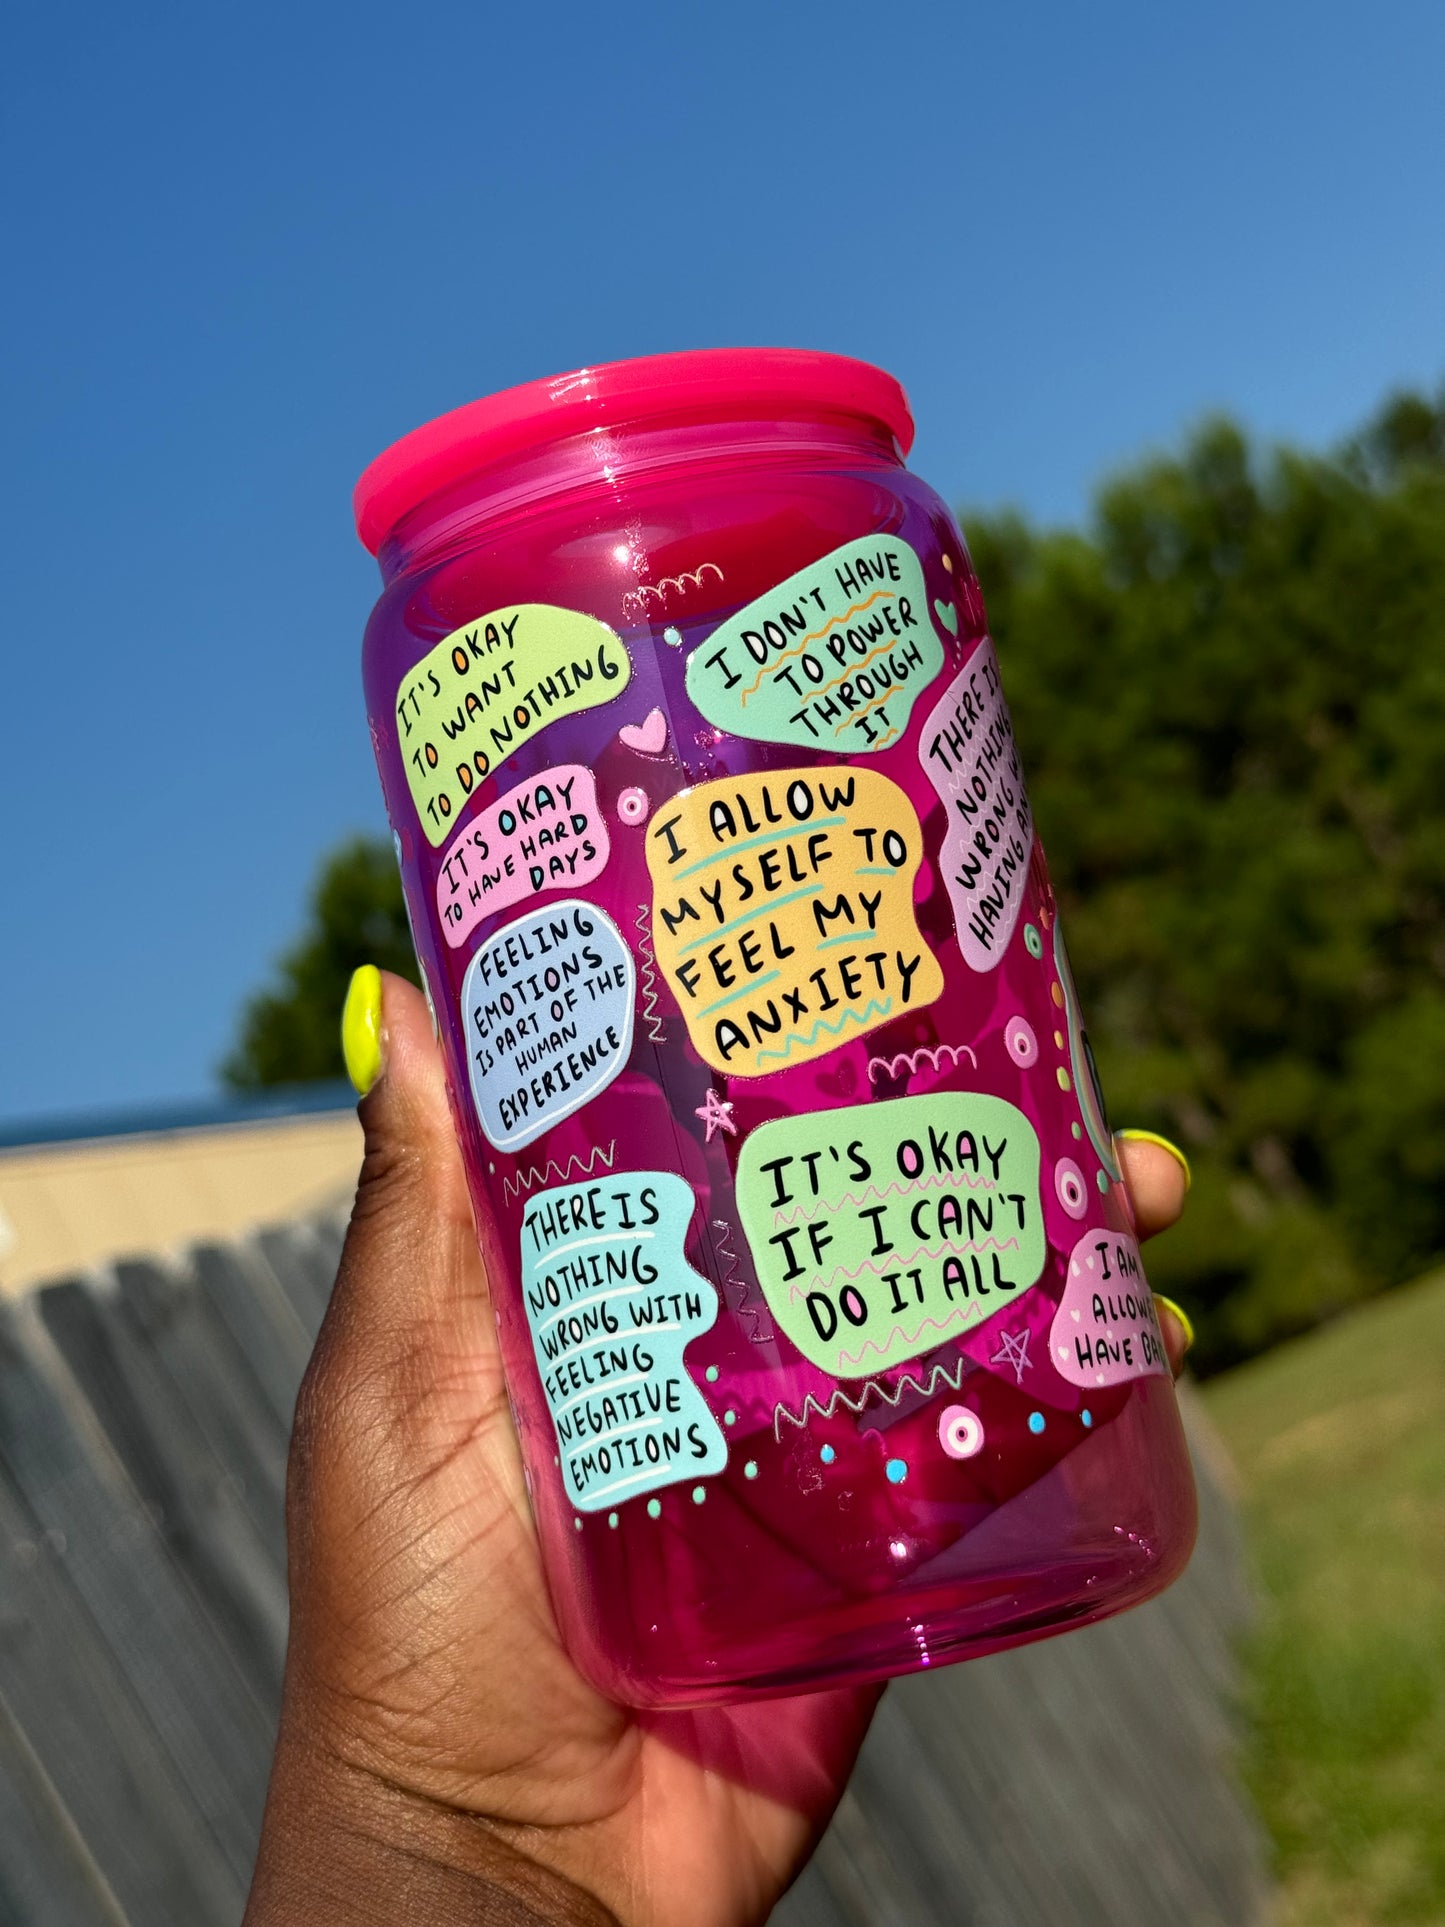 IT'S OKAY
TO WANT
TO DO NOTHING
I DON'T HAVE
TO POWER
THROUGH
IT
IT'S OKAY
TO HAVE HARD
DAYS
I ALLOW
MYSELF TO
FEEL MY
ANXIETY
THERE IS
NOTHING
WRONG
HAVING
FEELING
EMOTIONS
IS PART OF THE
HUMAN
EXPERIENCE
THERE IS
NOTHING
WRONG WITH
FEELING
NEGATIVE
EMOTIONS
IT'S OKAY
IF I CAN'T
DO IT ALL
I AM
HAVE